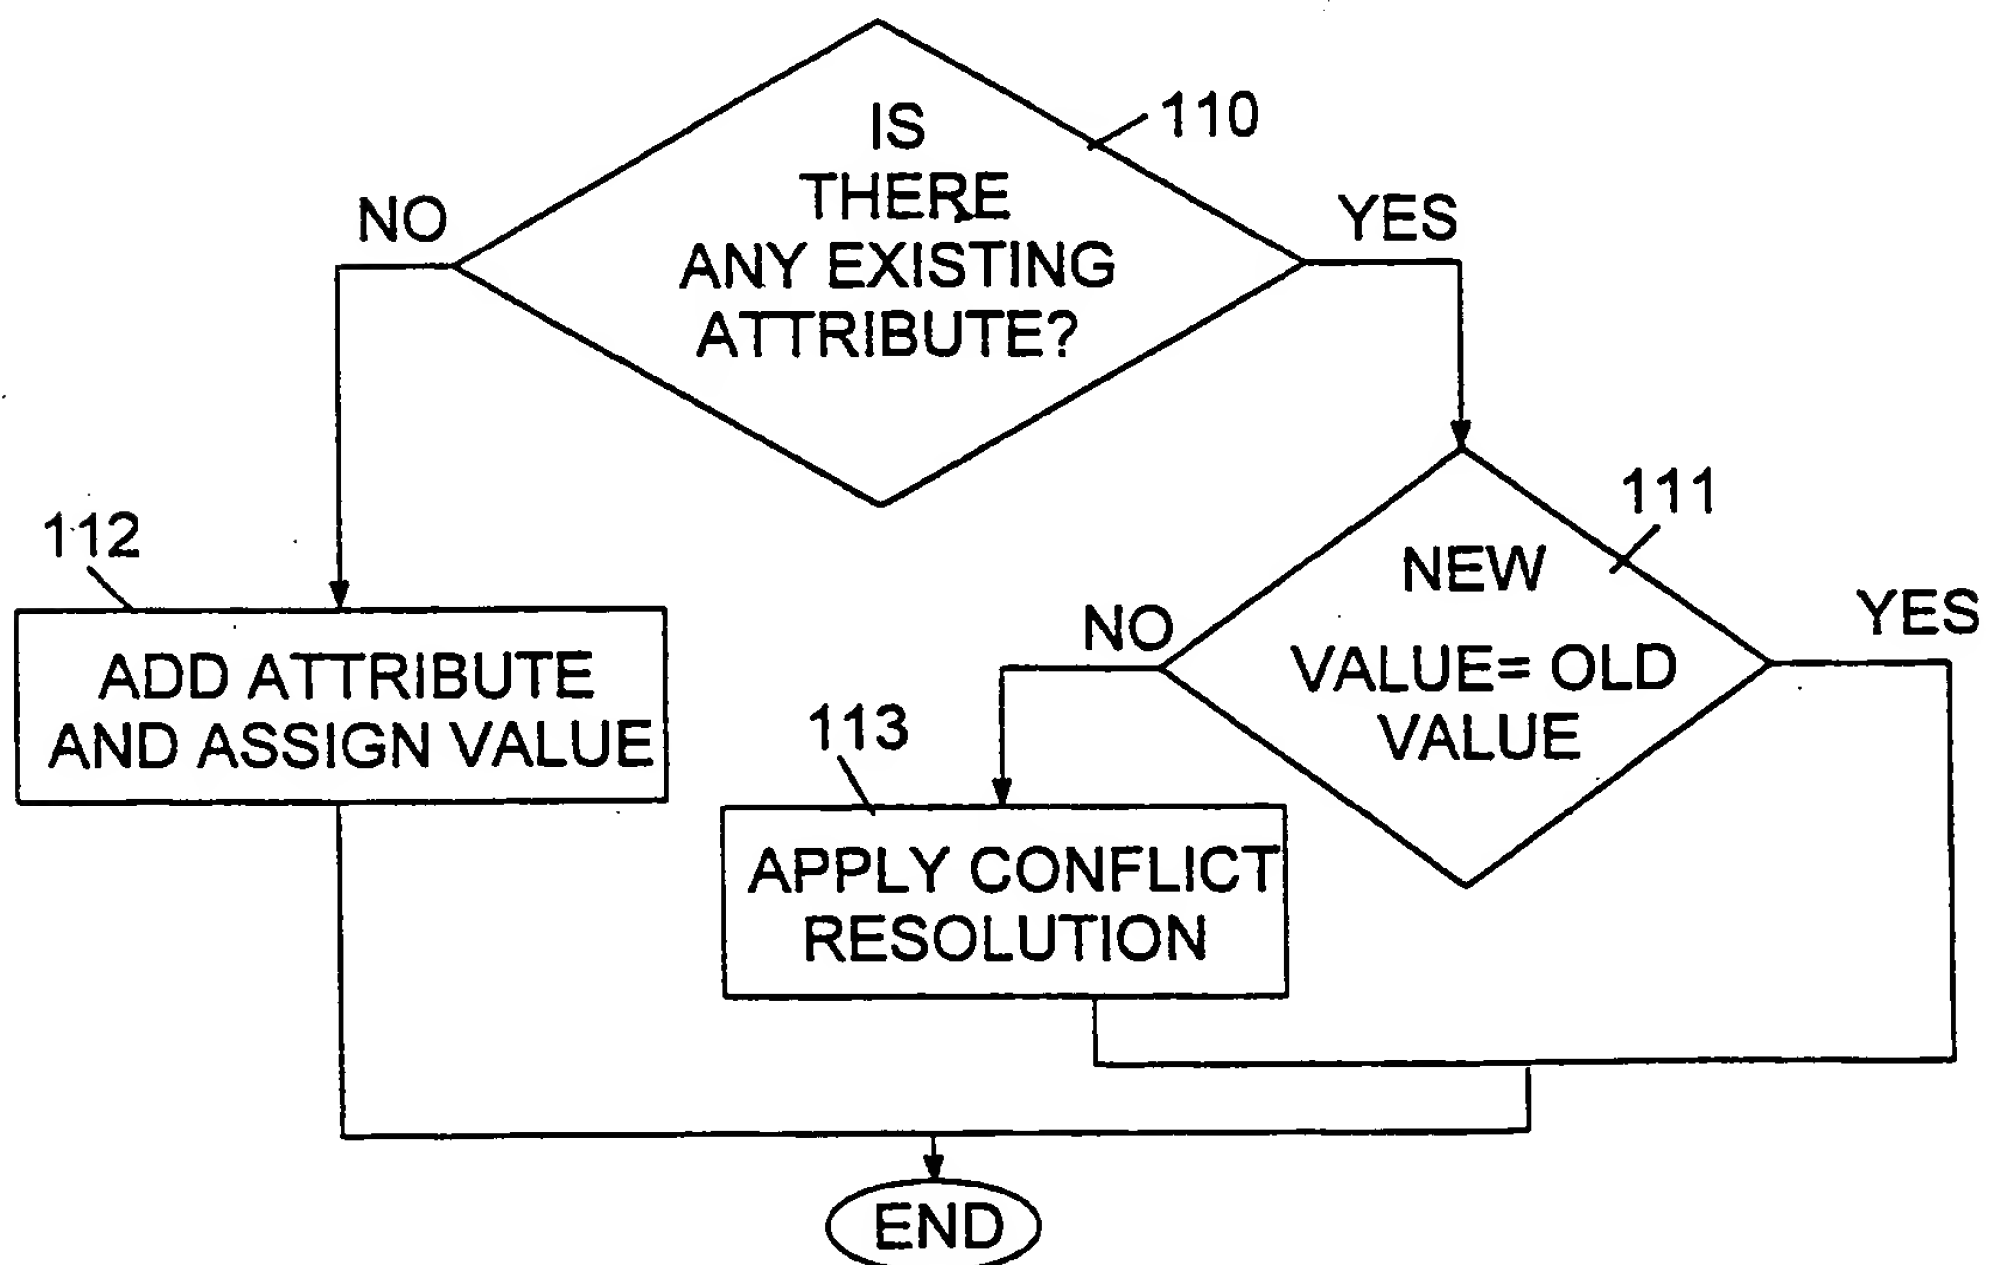 IS
THERE
ANY EXISTING
ATTRIBUTE?
110
NO
YES
111
NEW
VALUE= OLD
VALUE
NO
YES
112
ADD ATTRIBUTE
AND ASSIGN VALUE
113
APPLY CONFLICT
RESOLUTION
END